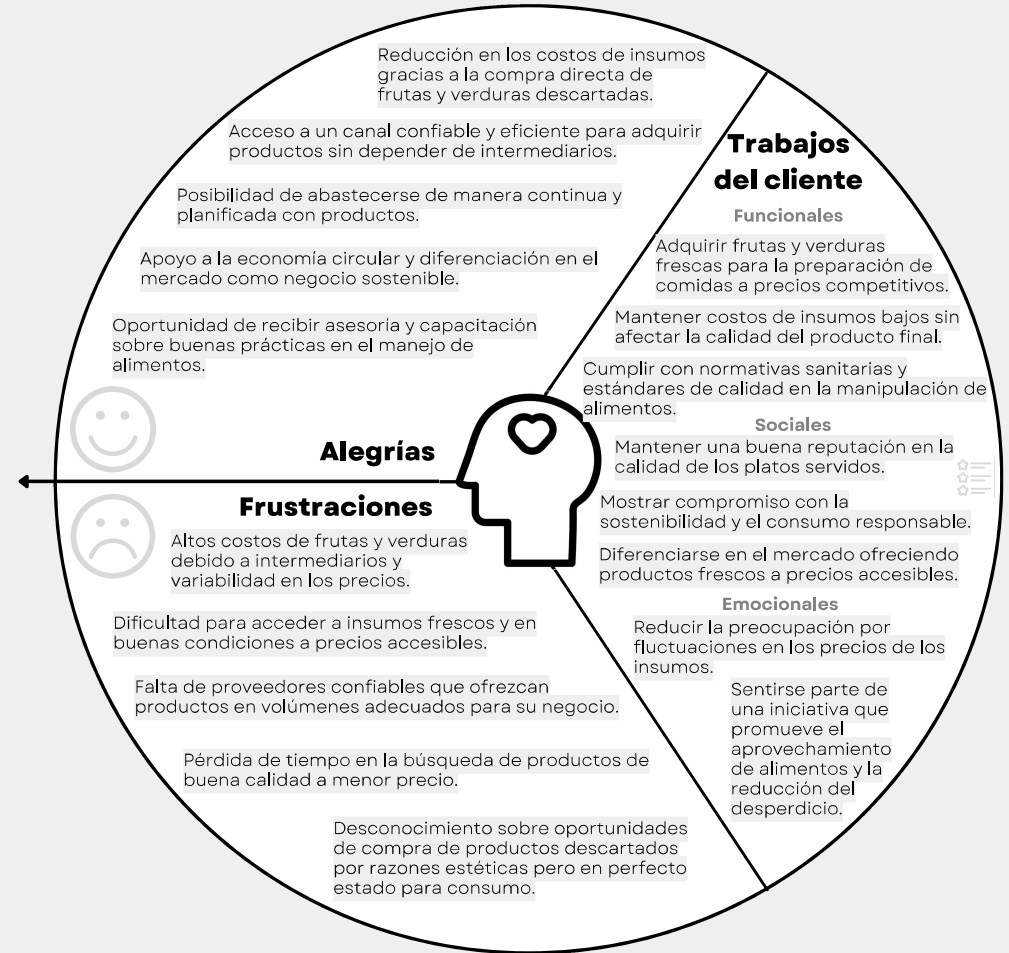 Reducción en los costos de insumos
gracias a la compra directa de
frutas y verduras descartadas.
Acceso a un canal confiable y eficiente para adquirir
productos sin depender de intermediarios.
Posibilidad de abastecerse de manera continua y
planificada con productos.
Apoyo a la economía circular y diferenciación en el
mercado como negocio sostenible.
Oportunidad de recibir asesoría y capacitación
sobre buenas prácticas en el manejo de
alimentos.
Alegrías
Frustraciones
Altos costos de frutas y verduras
debido a intermediarios y
variabilidad en los precios.
Dificultad para acceder a insumos frescos y en
buenas condiciones a precios accesibles.
Falta de proveedores confiables que ofrezcan
productos en volúmenes adecuados para su negocio.
Pérdida de tiempo en la búsqueda de productos de
buena calidad a menor precio.
Desconocimiento sobre oportunidades
de compra de productos descartados
por razones estéticas pero en perfecto
estado para consumo.
Trabajos
del cliente
Funcionales
Adquirir frutas y verduras
frescas para la preparación de
comidas a precios competitivos.
Mantener costos de insumos bajos sin
afectar la calidad del producto final.
Cumplir con normativas sanitarias y
estándares de calidad en la manipulación de
alimentos.
Sociales
Mantener una buena reputación en la
calidad de los platos servidos.
Mostrar compromiso con la
sostenibilidad y el consumo responsable.
Diferenciarse en el mercado ofreciendo
productos frescos a precios accesibles.
Emocionales
Reducir la preocupación por
fluctuaciones en los precios de los
insumos.
Sentirse parte de
una iniciativa que
promueve el
aprovechamiento
de alimentos y la
reducción del
desperdicio.